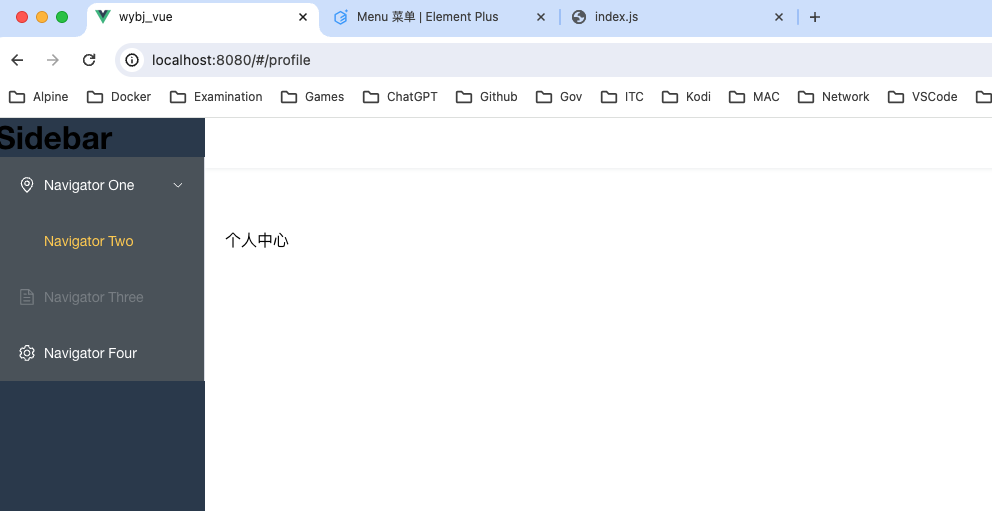 wybj_vue
Menu 菜单 | Element Plus
index.js
localhost:8080/#/profile
Alpine
Docker
Examination
Games
ChatGPT
Github
Gov
ITC
Kodi
MAC
Network
VSCode
Sidebar
Navigator One
Navigator Two
个人中心
Navigator Three
Navigator Four